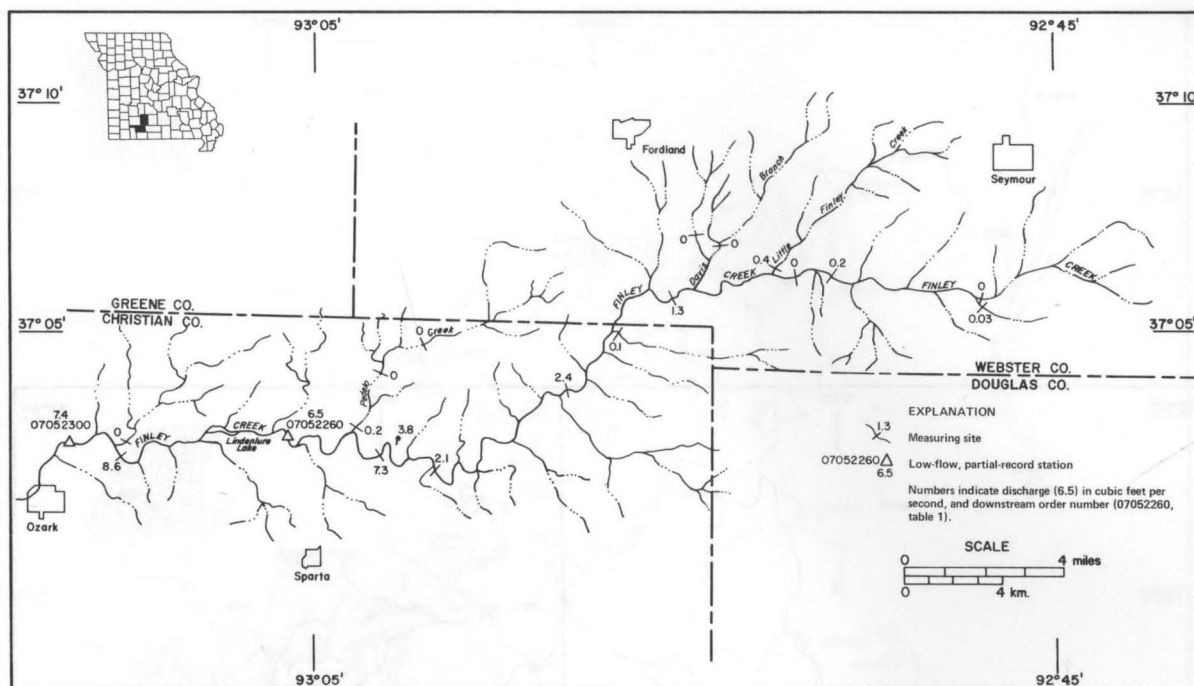 93°05'
92°45'
37°10'
37°10'
Fordland
Seymour
Branch
Creek
Finley
Little
Davis
0
0
0.4
0
0.2
CREEK
FINLEY
CREEK
0
0.03
1.3
FINLEY
GREENE CO.
CHRISTIAN CO.
37°05'
37°05'
0
Creek
0.1
WEBSTER CO.
DOUGLAS CO.
0
Pedelo
2.4
7.4
07052300
0
FINLEY
CREEK
Lindenlure
Lake
6.5
07052260
0.2
3.8
8.6
7.3
2.1
Ozark
Sparta
EXPLANATION
1.3
Measuring site
07052260
6.5
Low-flow, partial-record station
Numbers indicate discharge (6.5) in cubic feet per
second, and downstream order number (07052260,
table 1).
SCALE
0
4 miles
0
4 km.
93°05'
92°45'